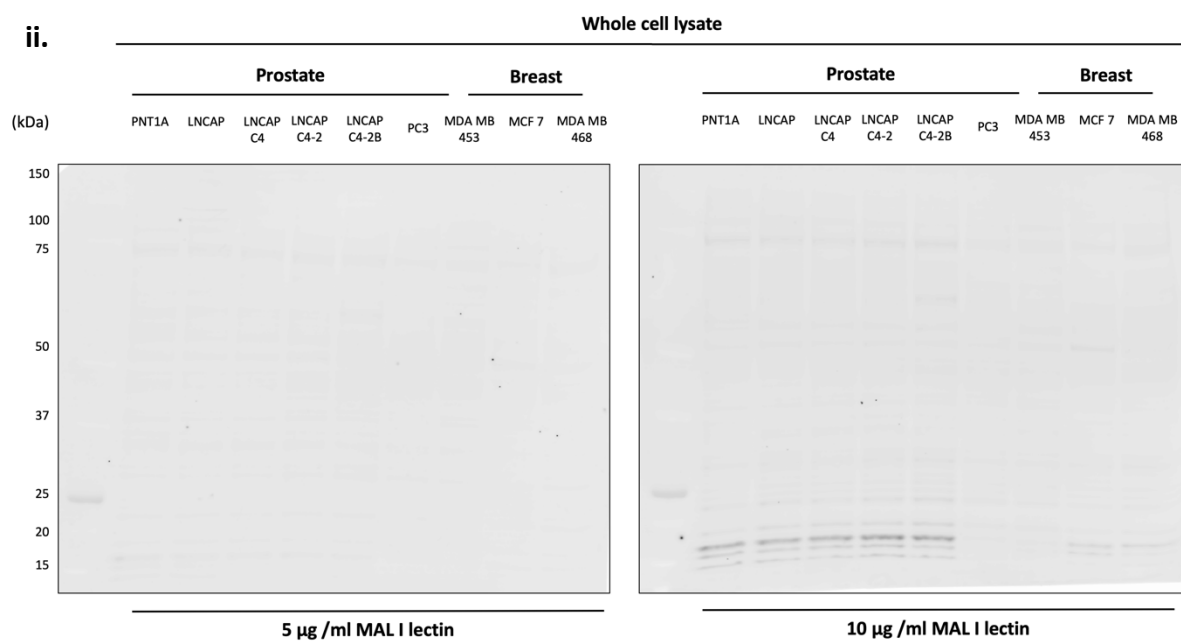 ii.
Whole cell lysate
Prostate Breast Prostate Breast
(kDa) PNT1A LNCAP LNCAP C4 LNCAP C4-2 LNCAP C4-2B PC3 MDA MB 453 MCF 7 MDA MB 468 PNT1A LNCAP LNCAP C4 LNCAP C4-2 LNCAP C4-2B PC3 MDA MB 453 MCF 7 MDA MB 468
150
100
75
50
37
25
20
15
5 µg /ml MAL I lectin 10 µg /ml MAL I lectin